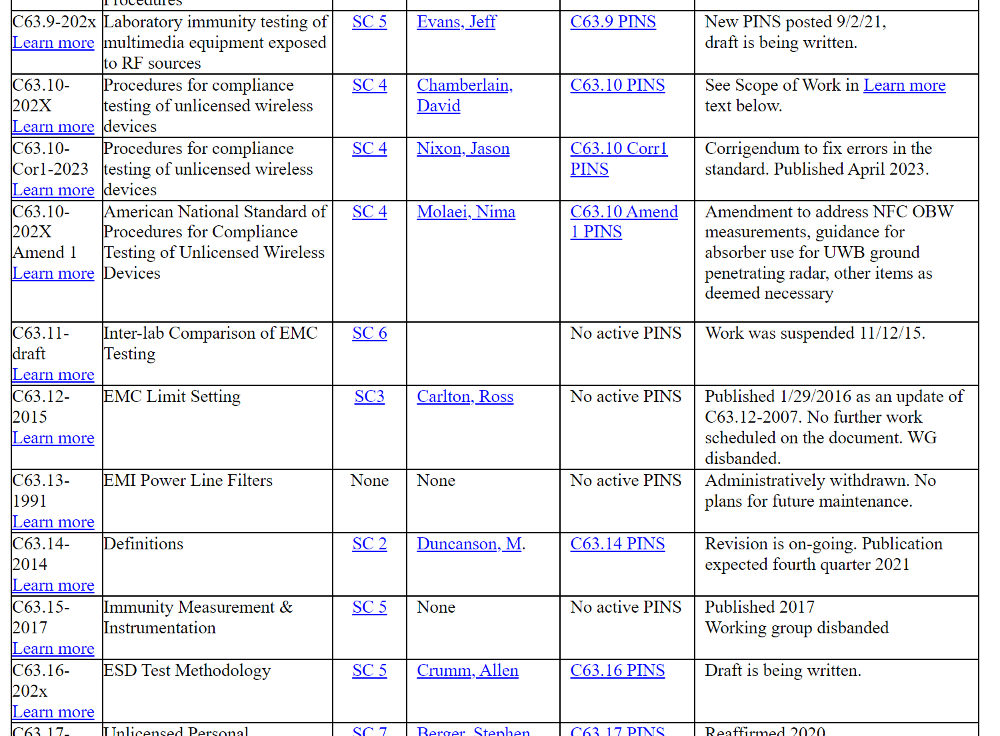 Procedures
C63.9-202x
Learn more
Laboratory immunity testing of
multimedia equipment exposed
to RF sources
SC 5
Evans, Jeff
C63.9 PINS
New PINS posted 9/2/21,
draft is being written.
C63.10-
202X
Learn more
Procedures for compliance
testing of unlicensed wireless
devices
SC 4
Chamberlain,
David
C63.10 PINS
See Scope of Work in Learn more
text below.
C63.10-
Cor1-2023
Learn more
Procedures for compliance
testing of unlicensed wireless
devices
SC 4
Nixon, Jason
C63.10 Corr1
PINS
Corrigendum to fix errors in the
standard. Published April 2023.
C63.10-
202X
Amend 1
Learn more
American National Standard of
Procedures for Compliance
Testing of Unlicensed Wireless
Devices
SC 4
Molaei, Nima
C63.10 Amend
1 PINS
Amendment to address NFC OBW
measurements, guidance for
absorber use for UWB ground
penetrating radar, other items as
deemed necessary
C63.11-
draft
Learn more
Inter-lab Comparison of EMC
Testing
SC 6
No active PINS
Work was suspended 11/12/15.
C63.12-
2015
Learn more
EMC Limit Setting
SC3
Carlton, Ross
No active PINS
Published 1/29/2016 as an update of
C63.12-2007. No further work
scheduled on the document. WG
disbanded.
C63.13-
1991
Learn more
EMI Power Line Filters
None
None
No active PINS
Administratively withdrawn. No
plans for future maintenance.
C63.14-
2014
Learn more
Definitions
SC 2
Duncanson, M.
C63.14 PINS
Revision is on-going. Publication
expected fourth quarter 2021
C63.15-
2017
Learn more
Immunity Measurement &
Instrumentation
SC 5
None
No active PINS
Published 2017
Working group disbanded
C63.16-
202x
Learn more
ESD Test Methodology
SC 5
Crumm, Allen
C63.16 PINS
Draft is being written.
C63.17-
Unlicensed Personal
SC 7
Berger, Stephen
C63.17 PINS
Reaffirmed 2020